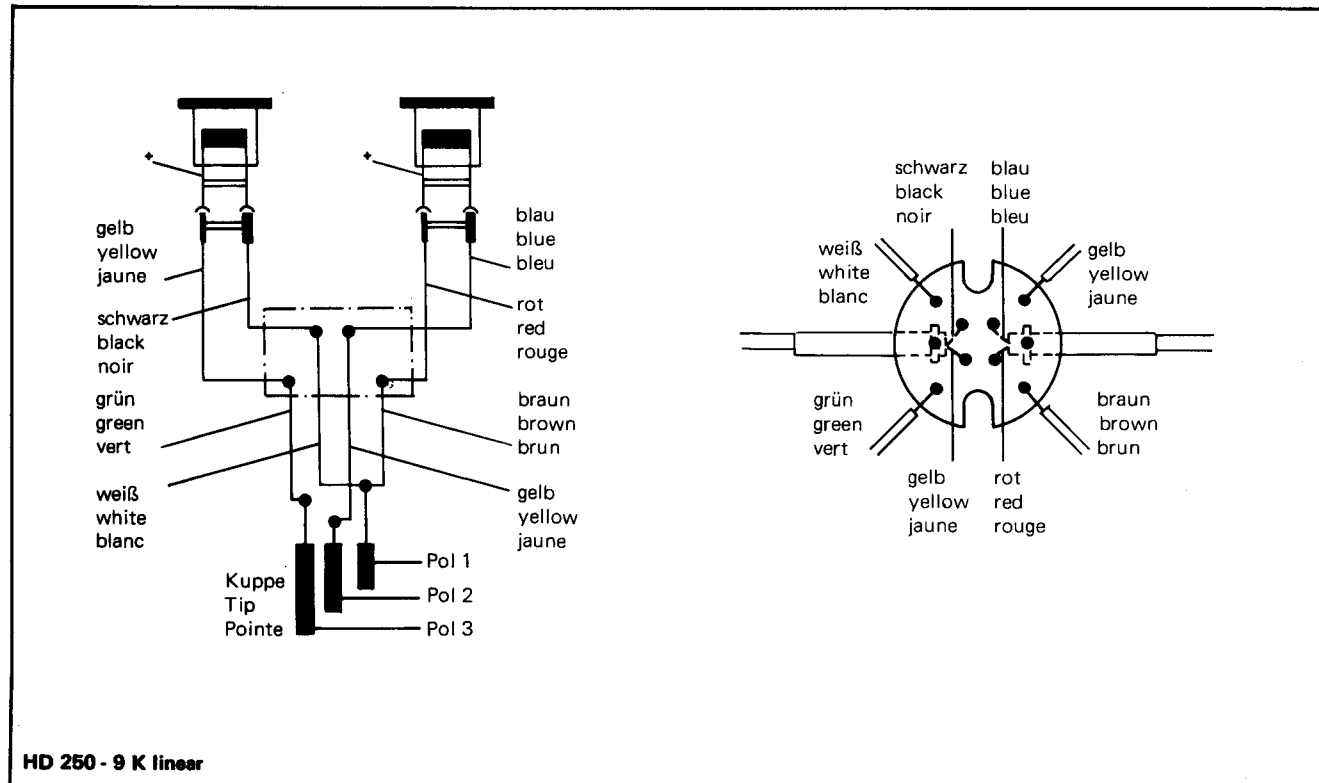 +
+
gelb
yellow
jaune
blau
blue
bleu
schwarz
black
noir
rot
red
rouge
grün
green
vert
braun
brown
brun
weiß
white
blanc
gelb
yellow
jaune
Kuppe
Tip
Pointe
Pol 1
Pol 2
Pol 3
schwarz
black
noir
blau
blue
bleu
weiß
white
blanc
gelb
yellow
jaune
grün
green
vert
braun
brown
brun
gelb
yellow
jaune
rot
red
rouge
HD 250 - 9 K linear